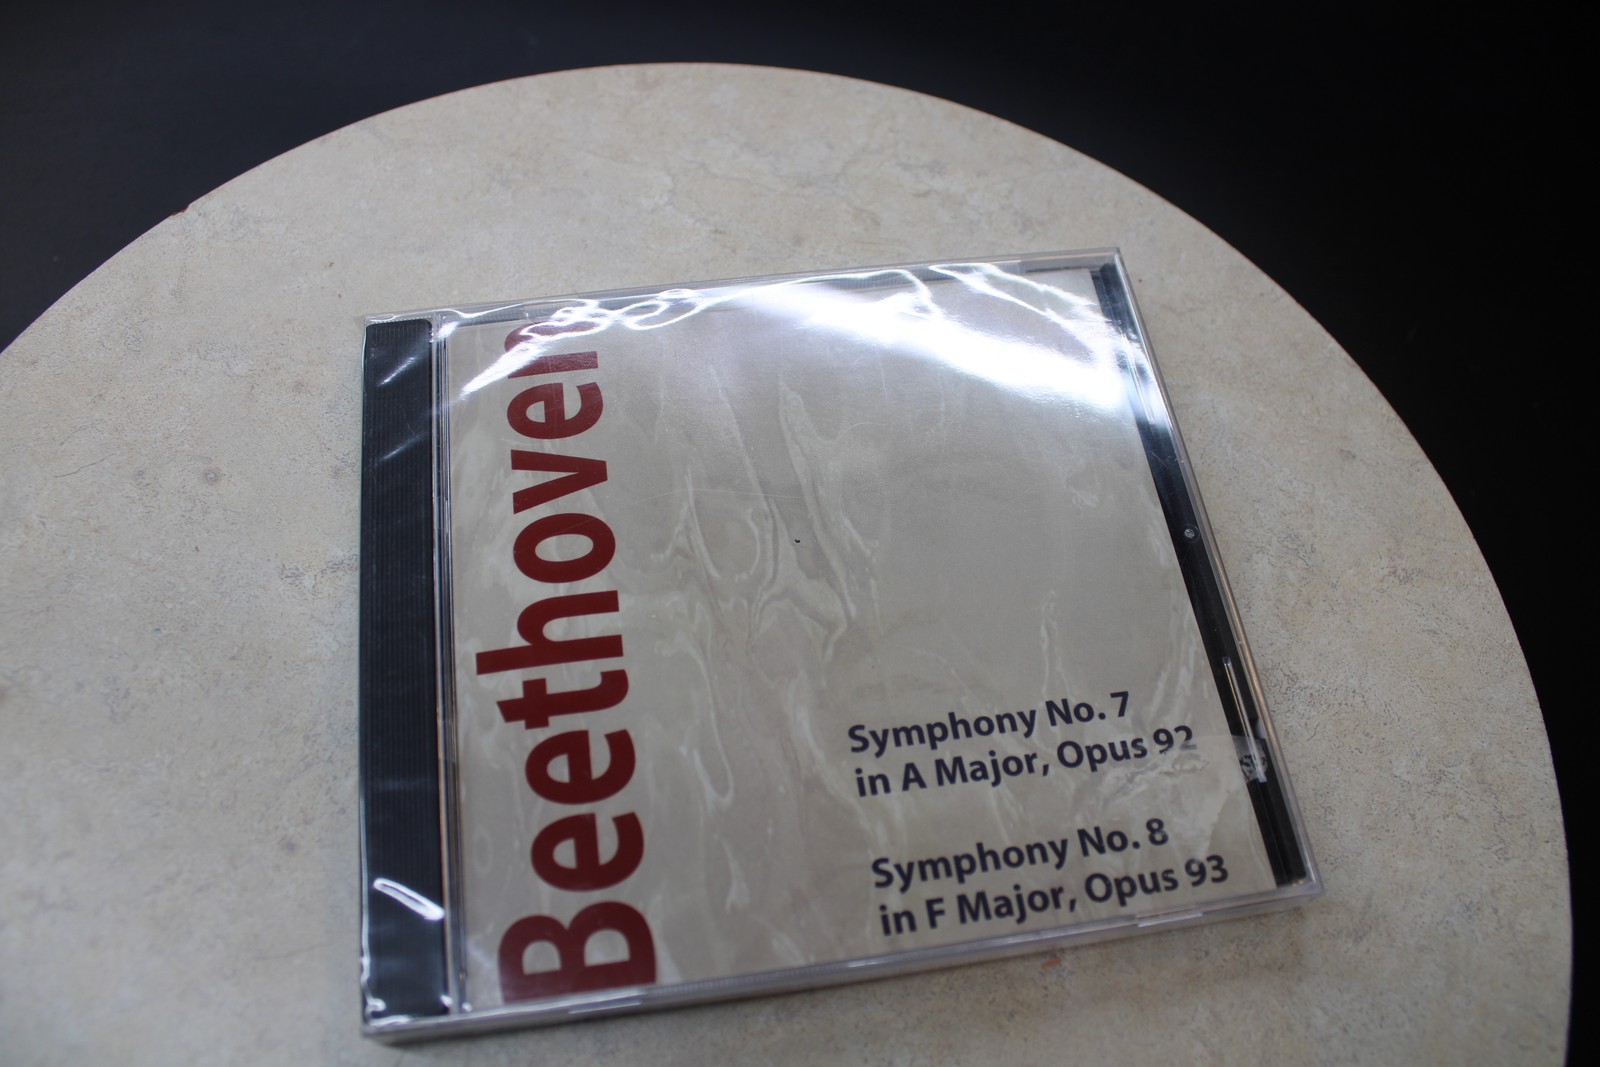 Beethoven
Symphony No. 7
in A Major, Opus 92
Symphony No. 8
in F Major, Opus 93